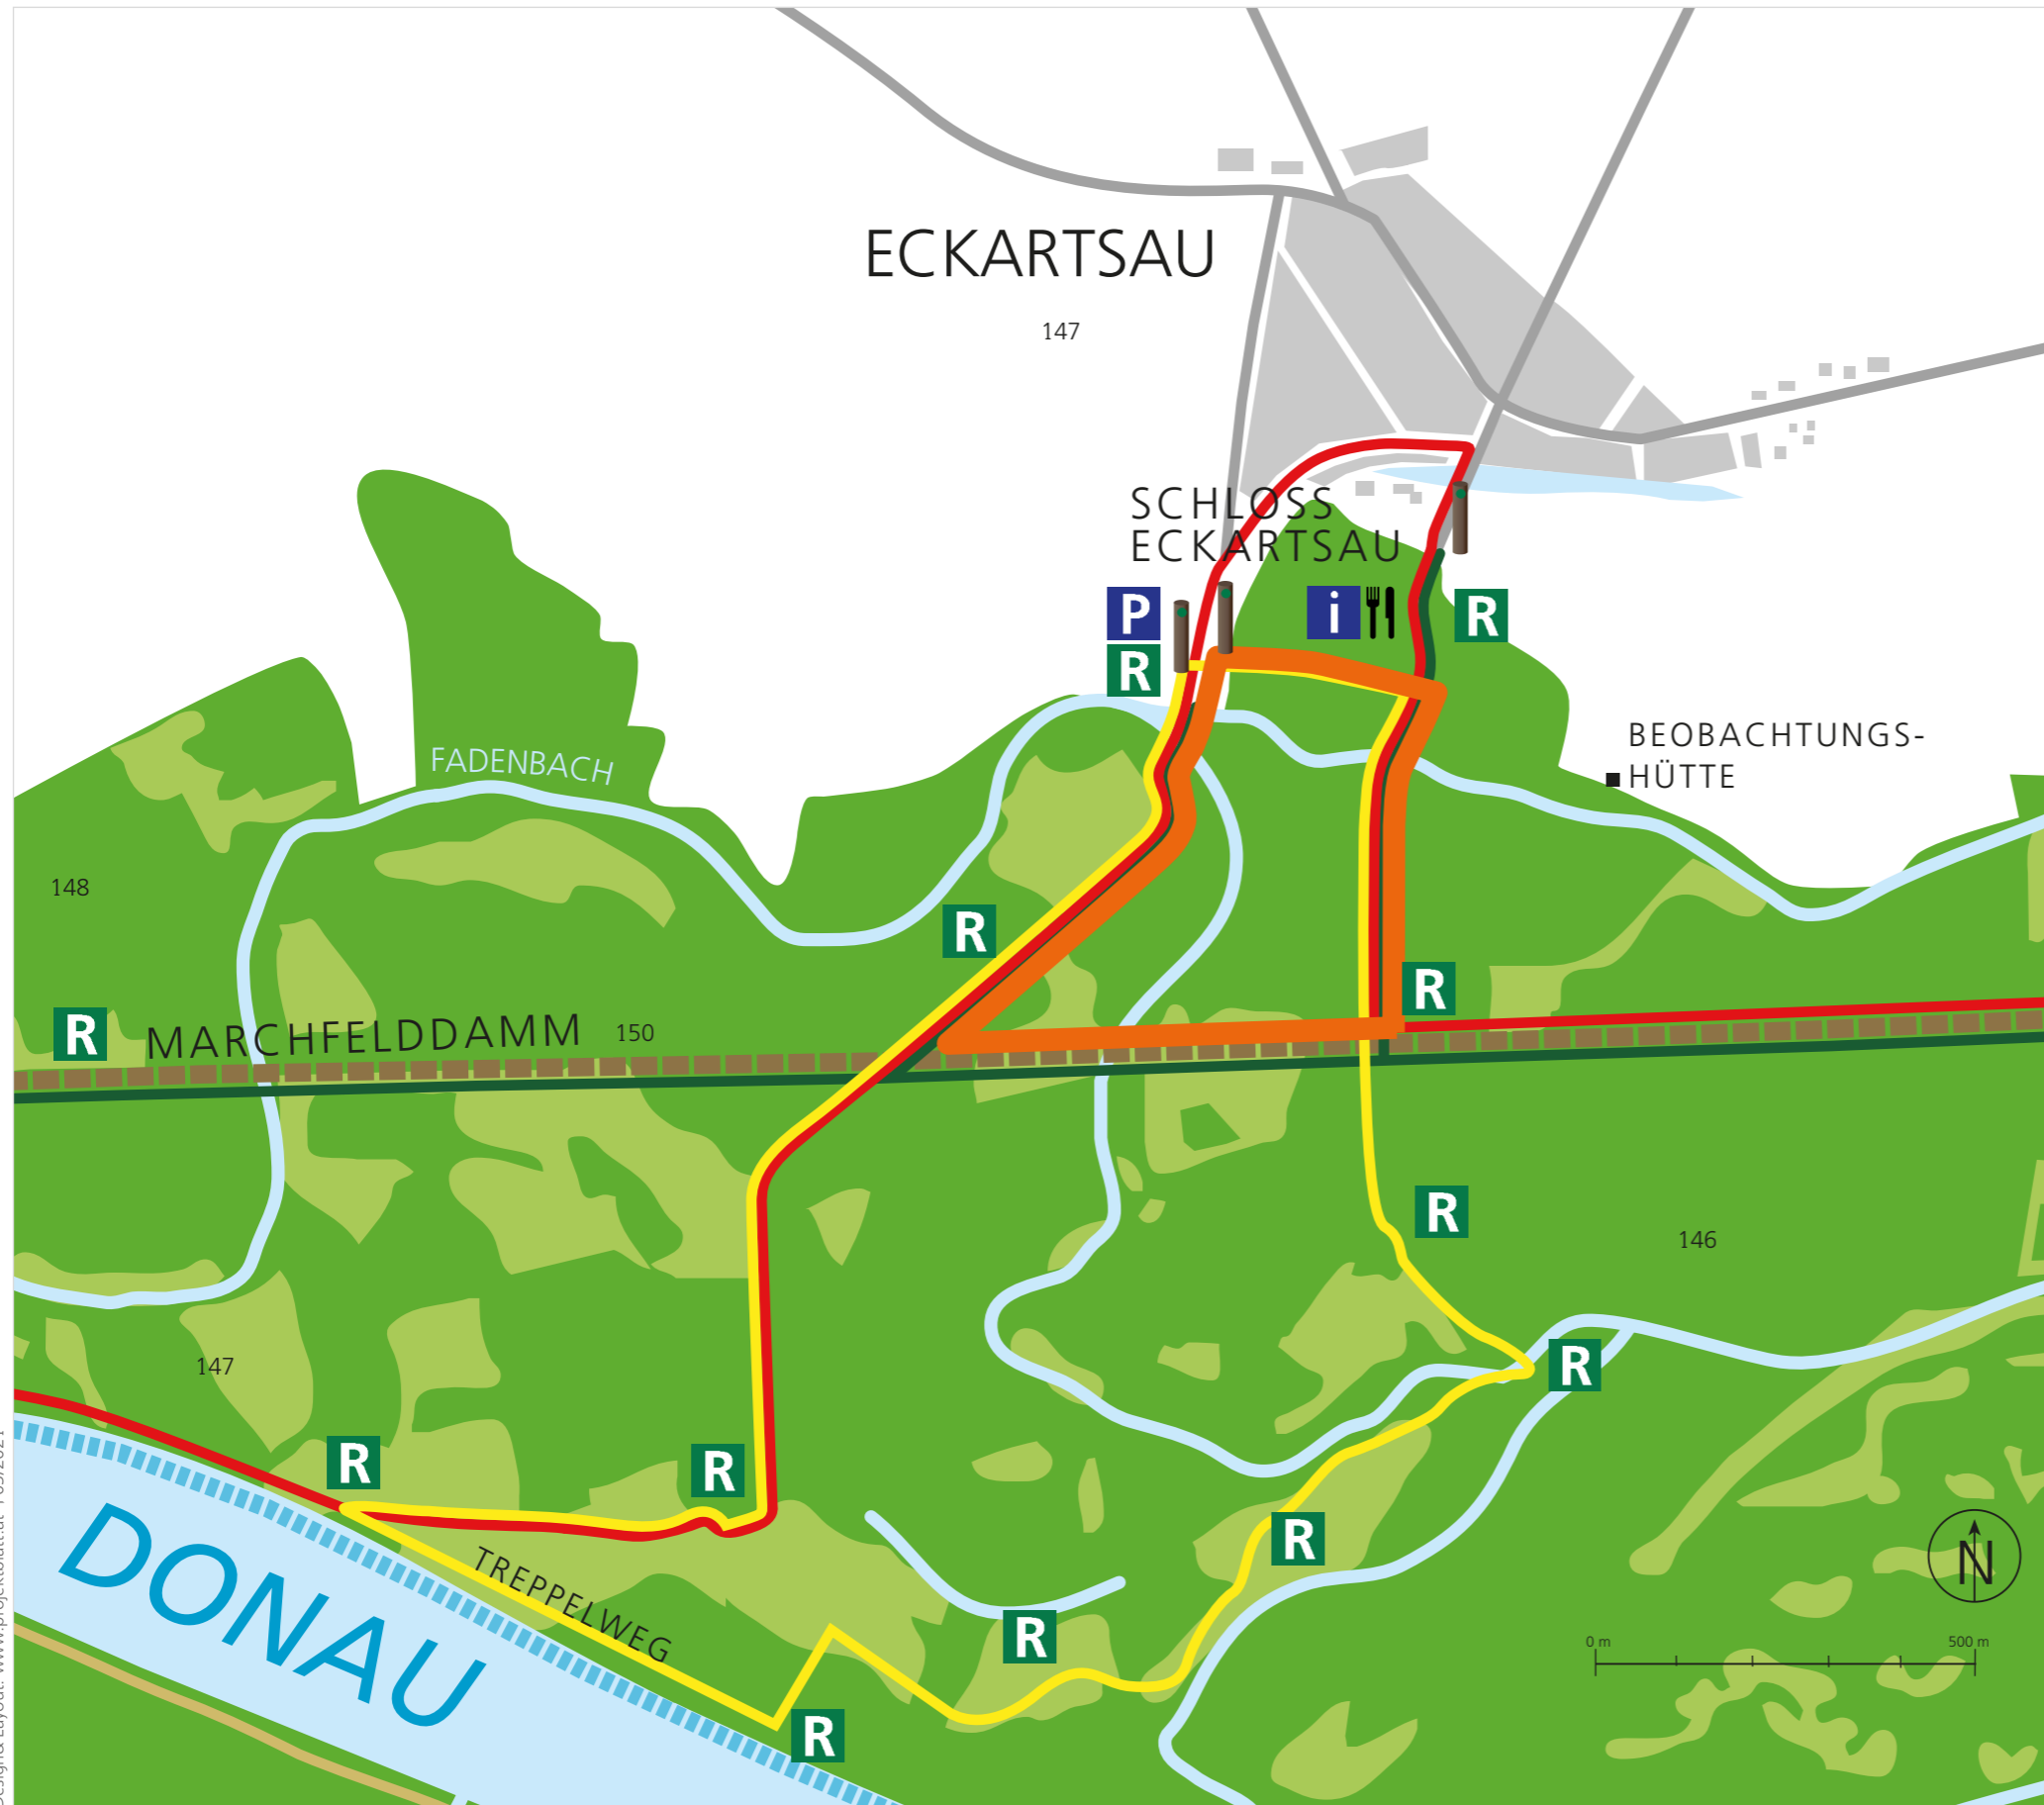 ECKARTSAU
147
SCHLOSS
ECKARTSAU
P
i
R
R
BEOBACHTUNGS-
HÜTTE
FADENBACH
148
R
R
R
MARCHFELDDAMM
150
R
146
147
R
R
R
R
TREPPELWEG
DONAU
R
R
N
0 m
500 m